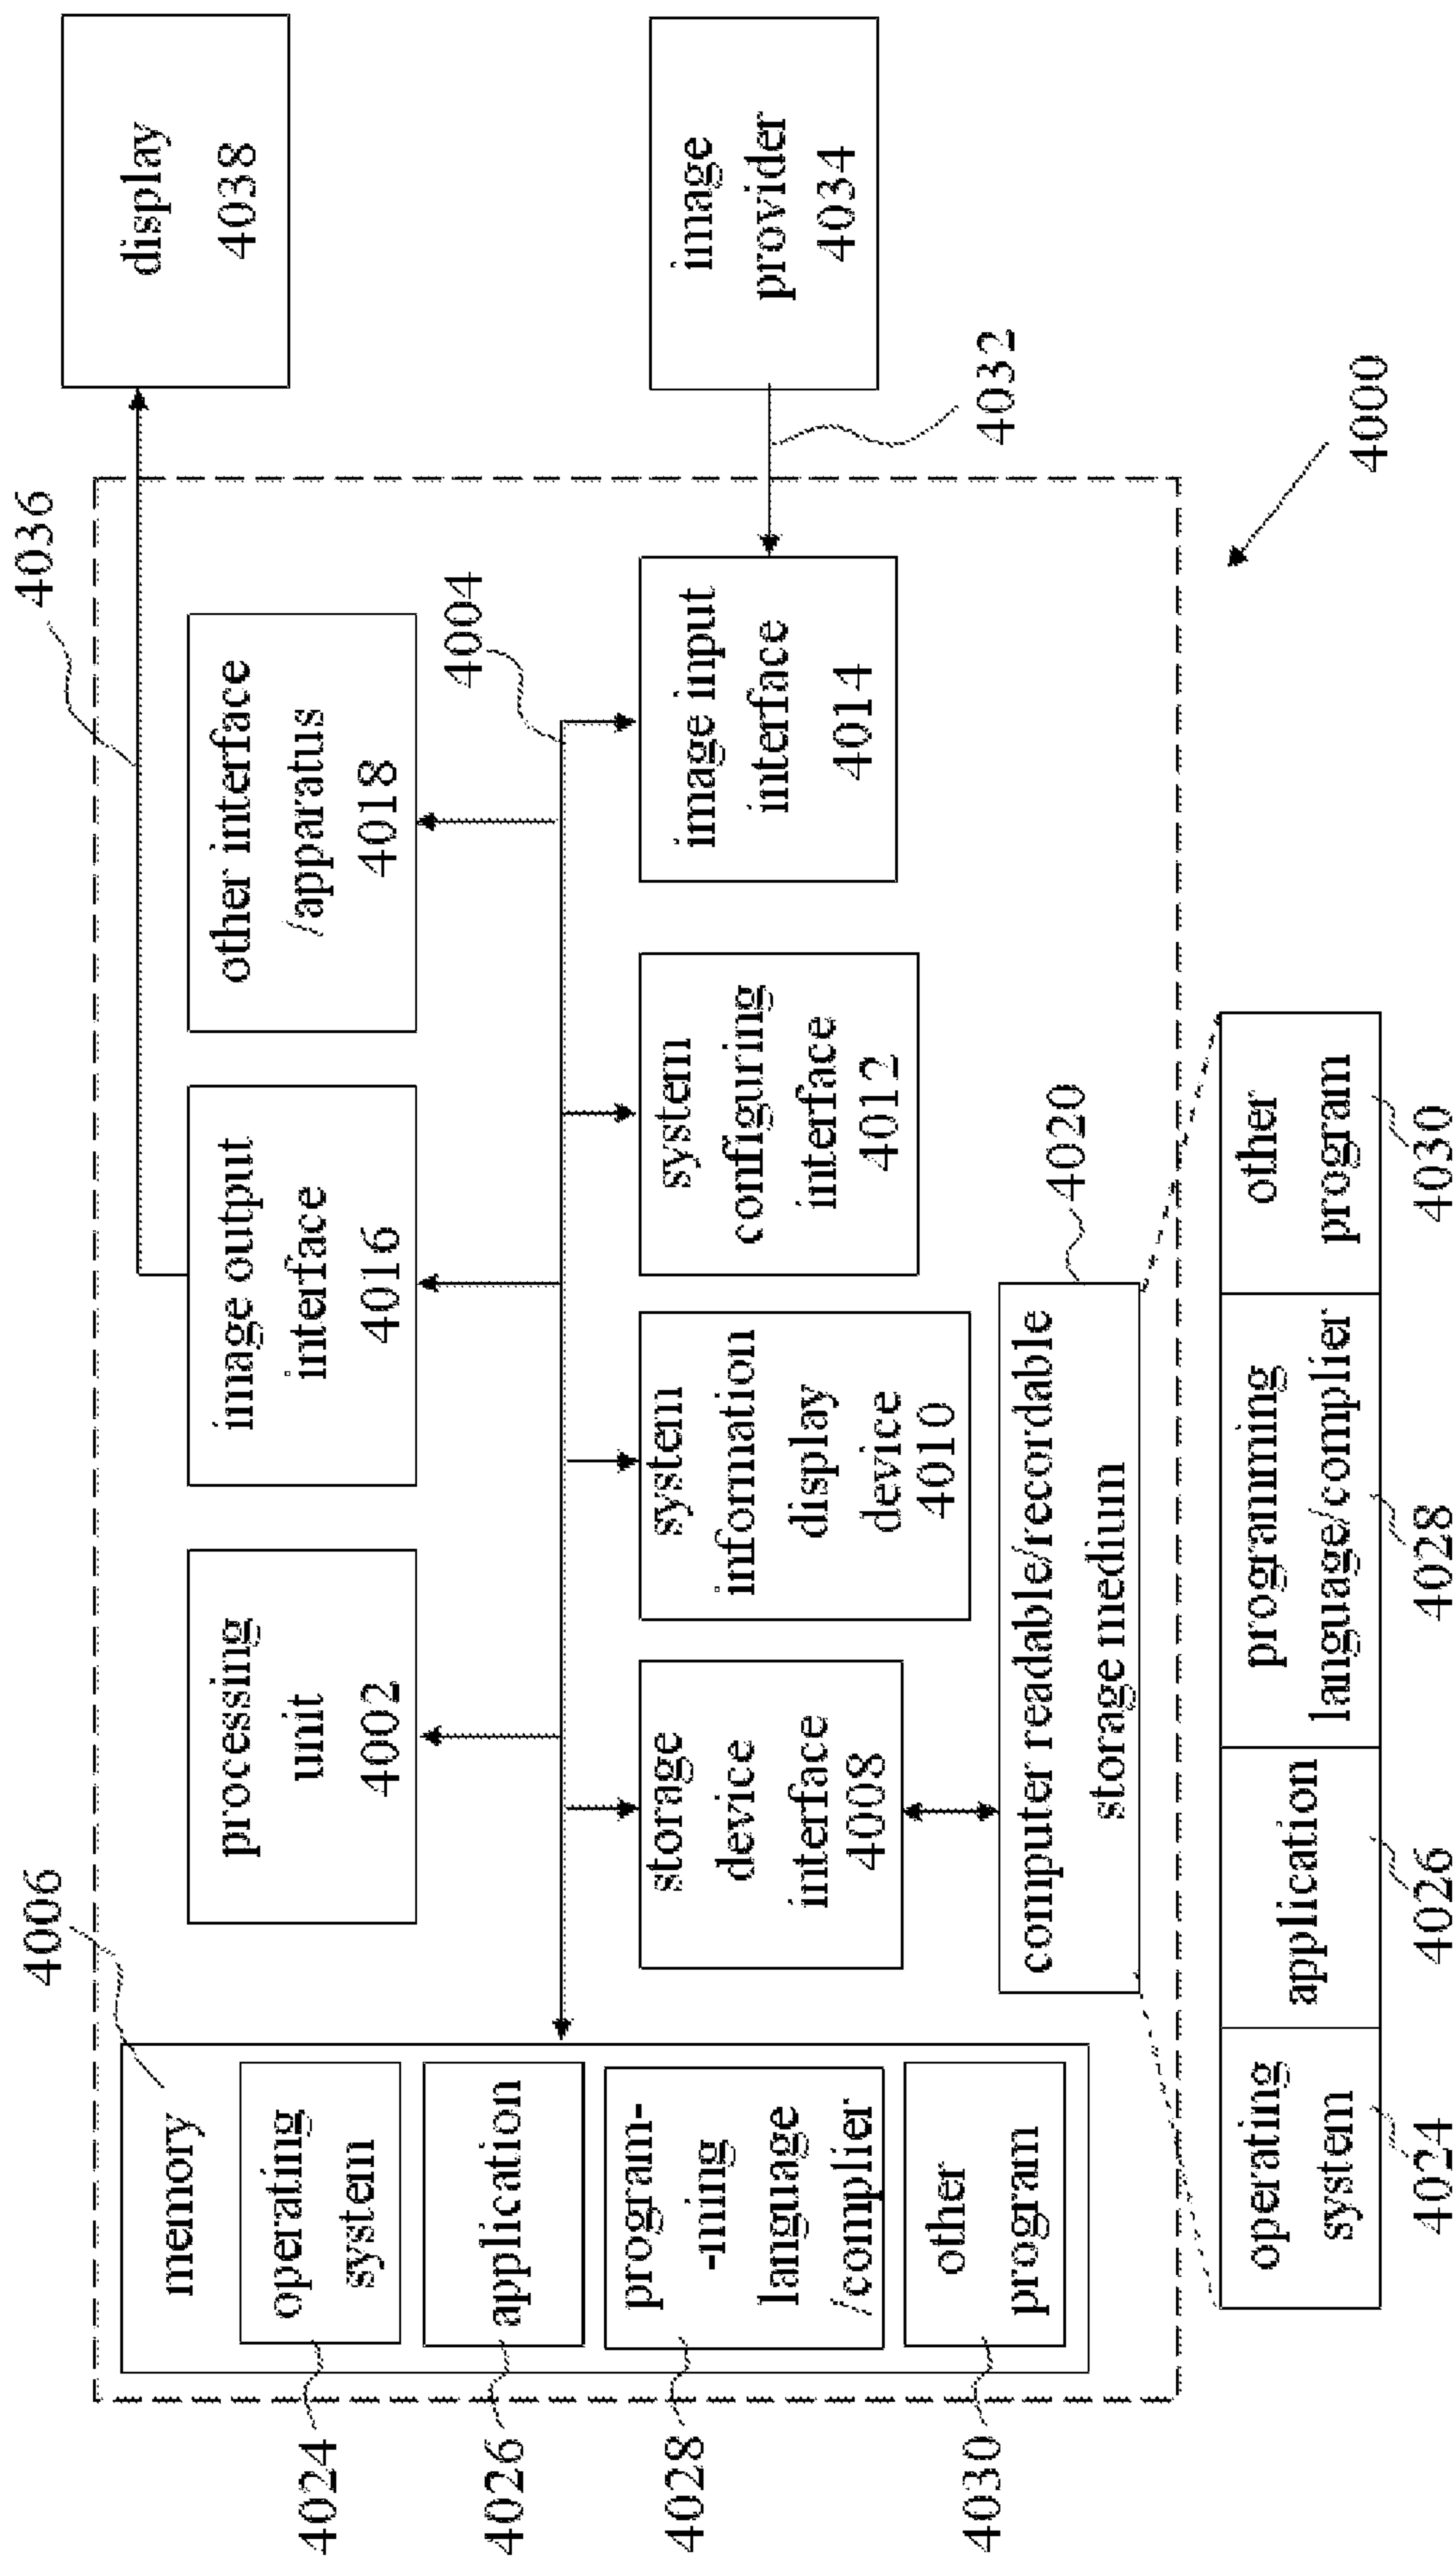 4006
4036
memory
operating
system
application
program-
-ming
language
/complier
other
program
4024
4026
4028
4030
processing
unit
4002
image output
interface
4016
other interface
/apparatus
4018
display
4038
4004
storage
device
interface
4008
system
information
display
device
4010
system
configuring
interface
4012
image input
interface
4014
image
provider
4034
4032
computer readable/recordable
storage medium
4020
4000
operating
system
application
programming
language/complier
other
program
4024
4026
4028
4030